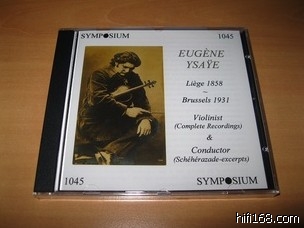 SYMPOSIUM
1045
EUGÈNE
YSAŸE
Liège 1858
–
Brussels 1931
Violinist
(Complete Recordings)
&
Conductor
(Schéhérazade-excerpts)
1045
SYMPOSIUM
hifi168.com